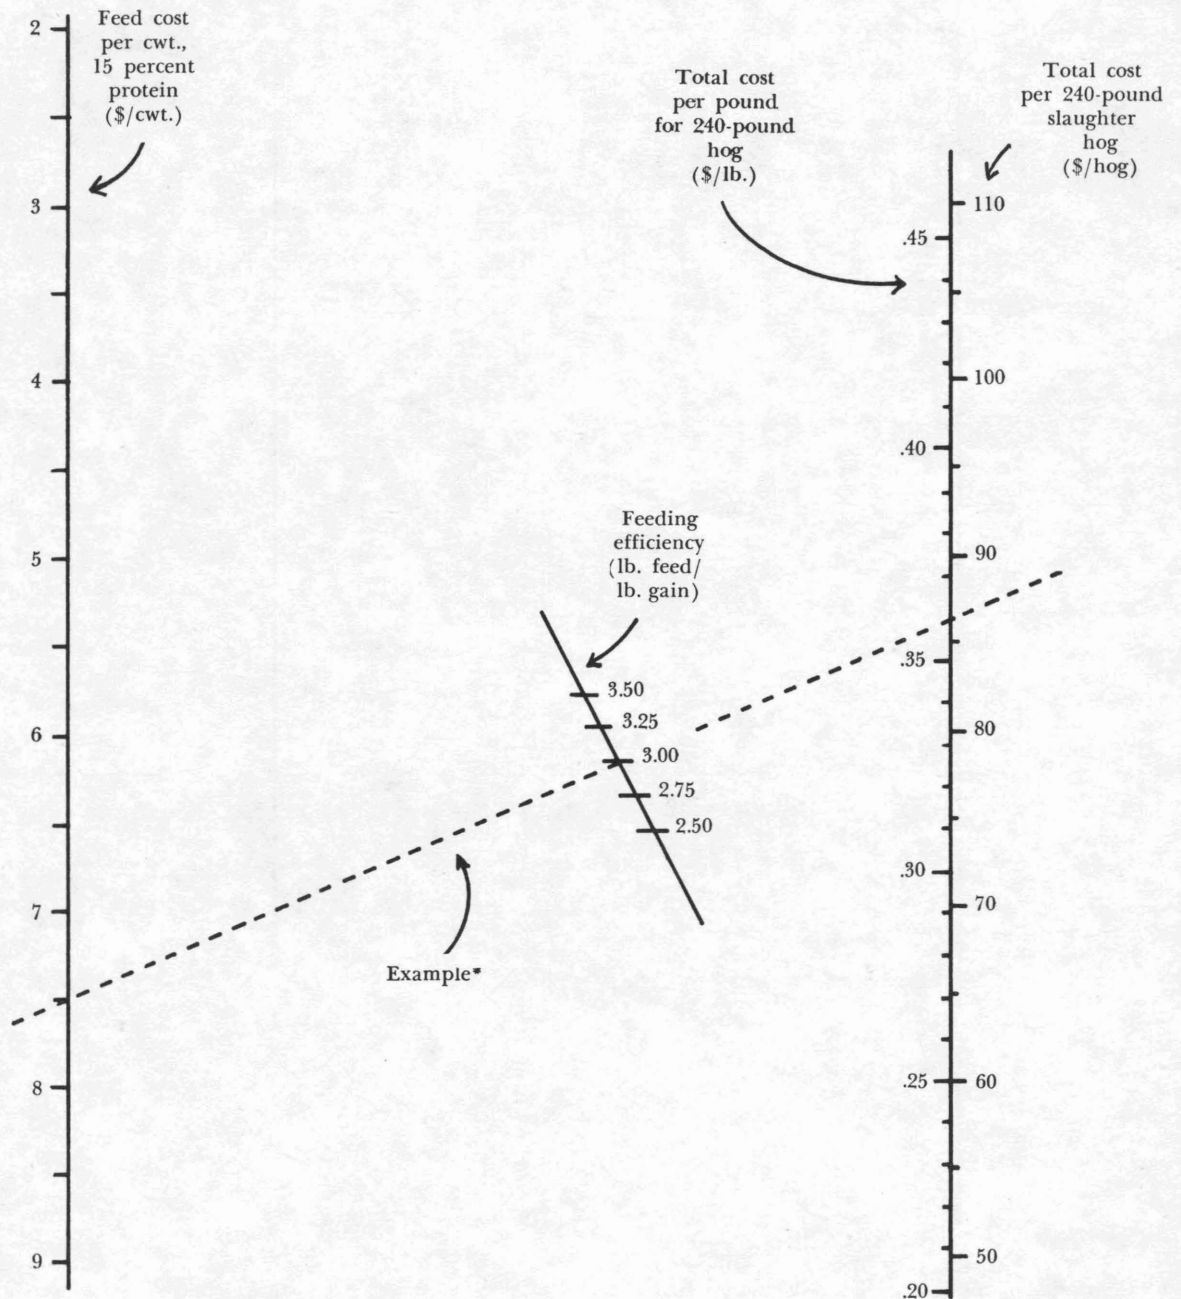 Feed cost
per cwt.,
15 percent
protein
($/cwt.)
2
3
4
5
6
7
8
9
Total cost
per pound
for 240-pound
hog
($/lb.)
.45
.40
.35
.30
.25
.20
Total cost
per 240-pound
slaughter
hog
($/hog)
110
100
90
80
70
60
50
Feeding
efficiency
(lb. feed/
lb. gain)
3.50
3.25
3.00
2.75
2.50
Example*